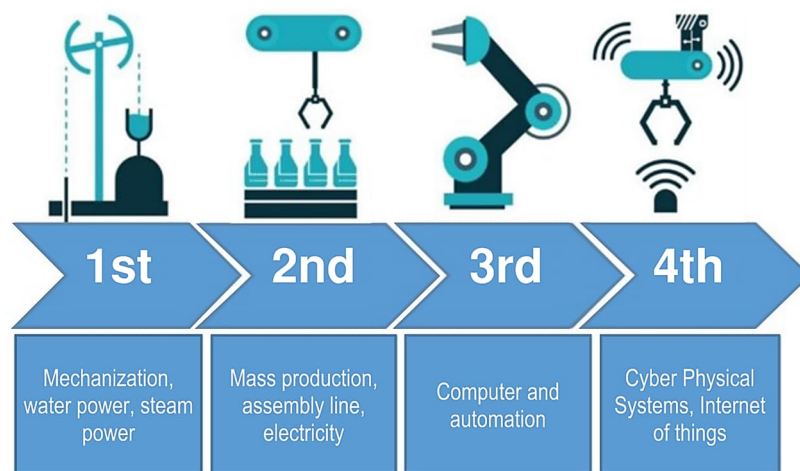 1st
2nd
3rd
4th
Mechanization,
water power, steam
power
Mass production,
assembly line,
electricity
Computer and
automation
Cyber Physical
Systems, Internet
of things